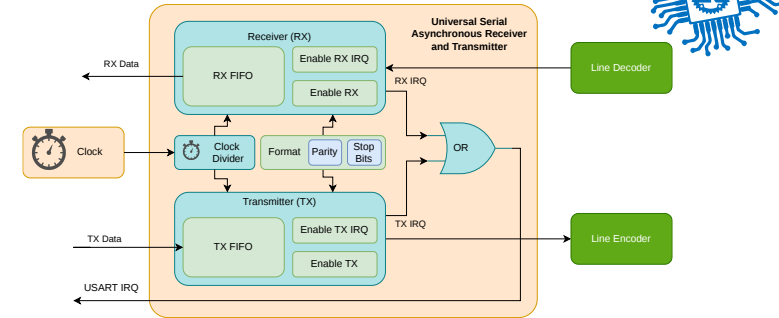 Universal Serial
Asynchronous Receiver
and Transmitter
Receiver (RX)
RX FIFO
Enable RX IRQ
Enable RX
RX Data
RX IRQ
Line Decoder
Clock
Clock
Divider
Format
Parity
Stop
Bits
OR
Transmitter (TX)
TX FIFO
Enable TX IRQ
Enable TX
TX Data
TX IRQ
Line Encoder
USART IRQ